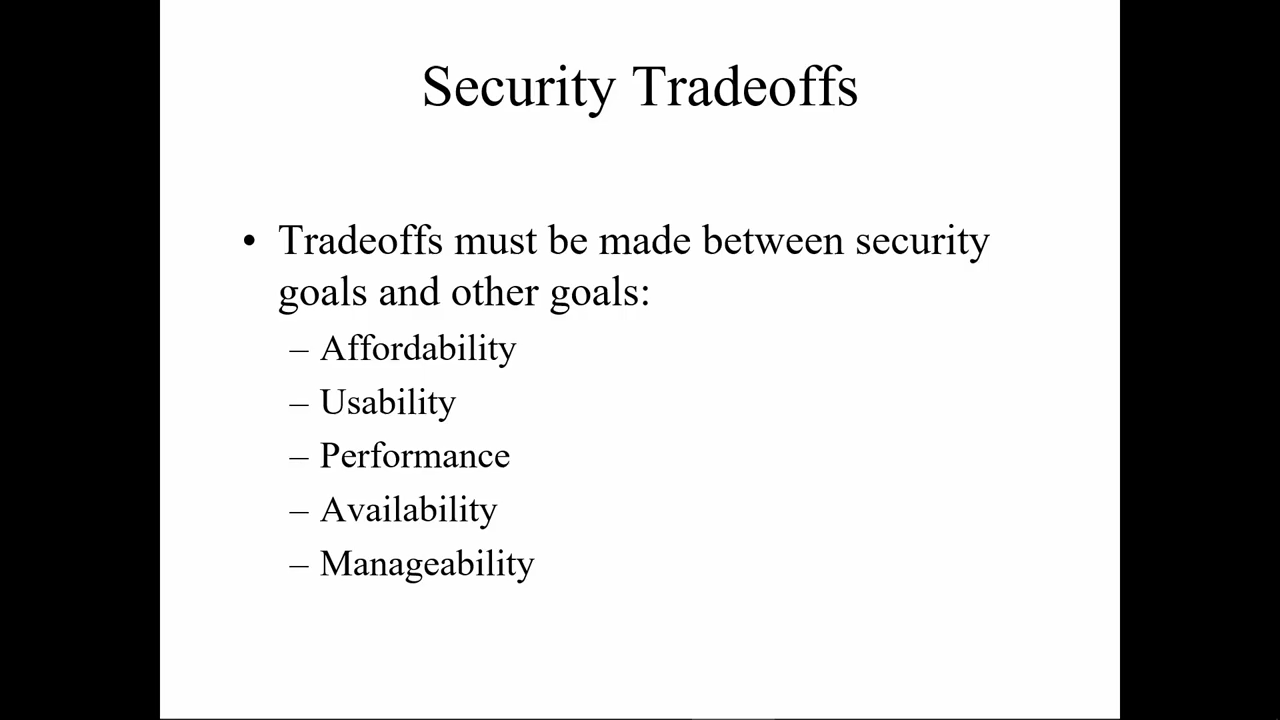 Security Tradeoffs
• Tradeoffs must be made between security
goals and other goals:
– Affordability
– Usability
– Performance
– Availability
– Manageability